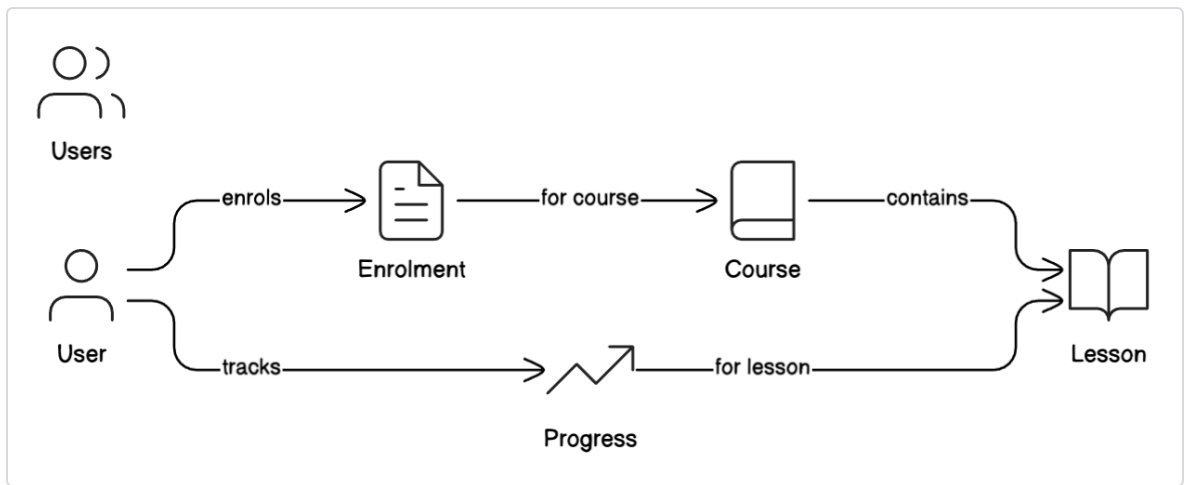 Users
enrols
for course
contains
Enrolment
Course
User
Lesson
tracks
for lesson
Progress